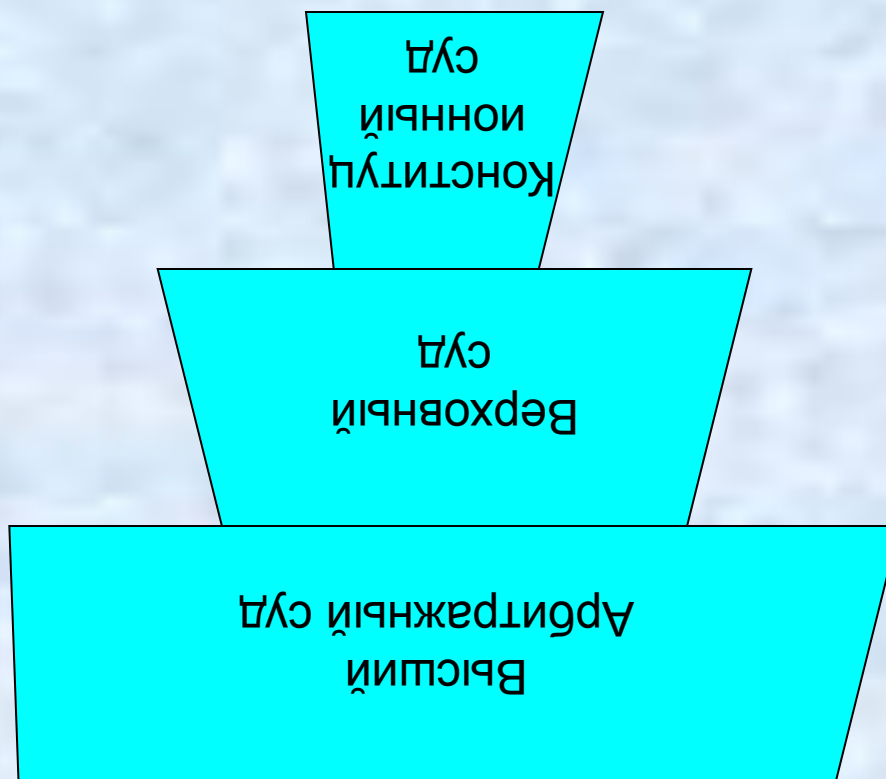 Конституц
ионный
суд
Верховный
суд
Высший
Арбитражный суд